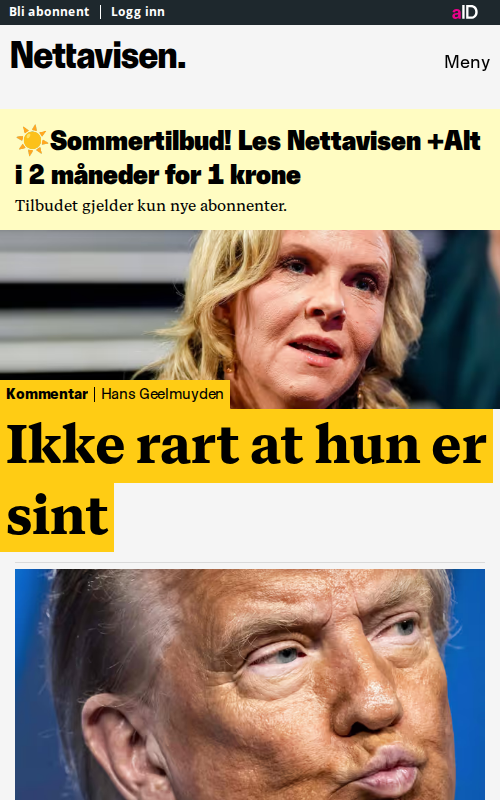 Bli abonnent | Logg inn
aID
Nettavisen.
Meny
☀️Sommertilbud! Les Nettavisen +Alt
i 2 måneder for 1 krone
Tilbudet gjelder kun nye abonnenter.
Kommentar | Hans Geelmuyden
Ikke rart at hun er
sint